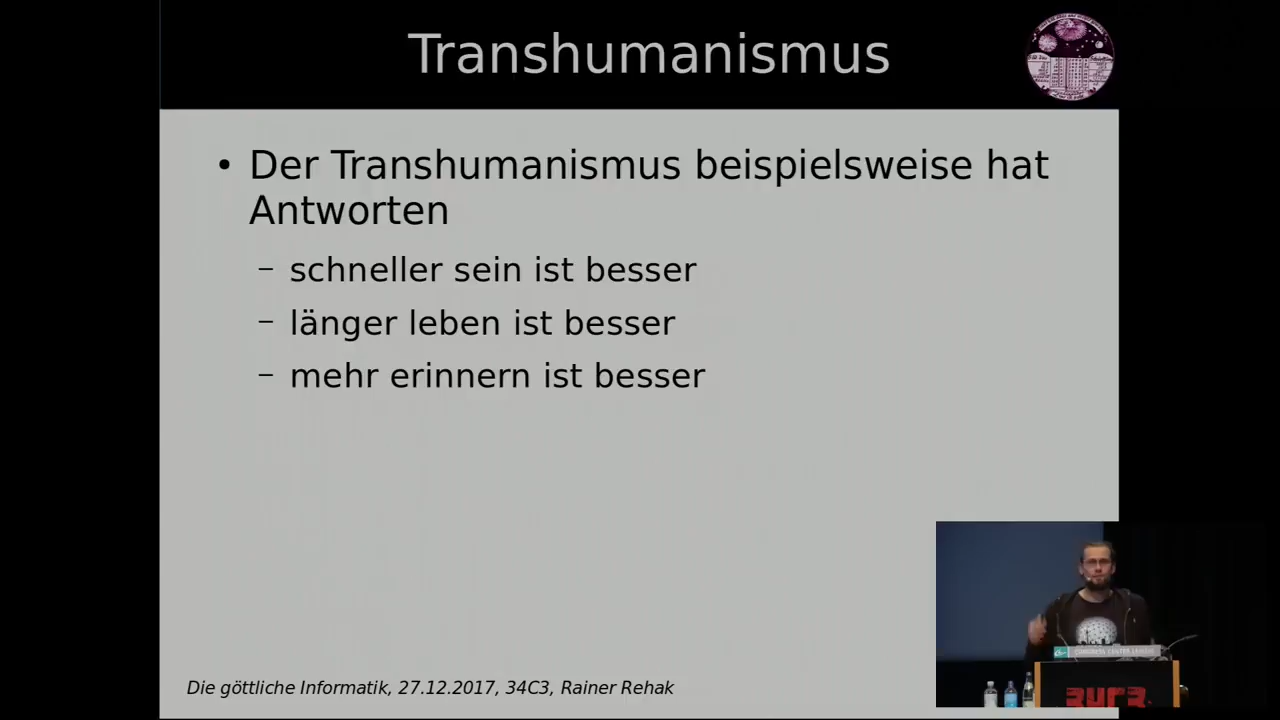 Transhumanismus
• Der Transhumanismus beispielsweise hat
Antworten
– schneller sein ist besser
– länger leben ist besser
– mehr erinnern ist besser
Die göttliche Informatik, 27.12.2017, 34C3, Rainer Rehak